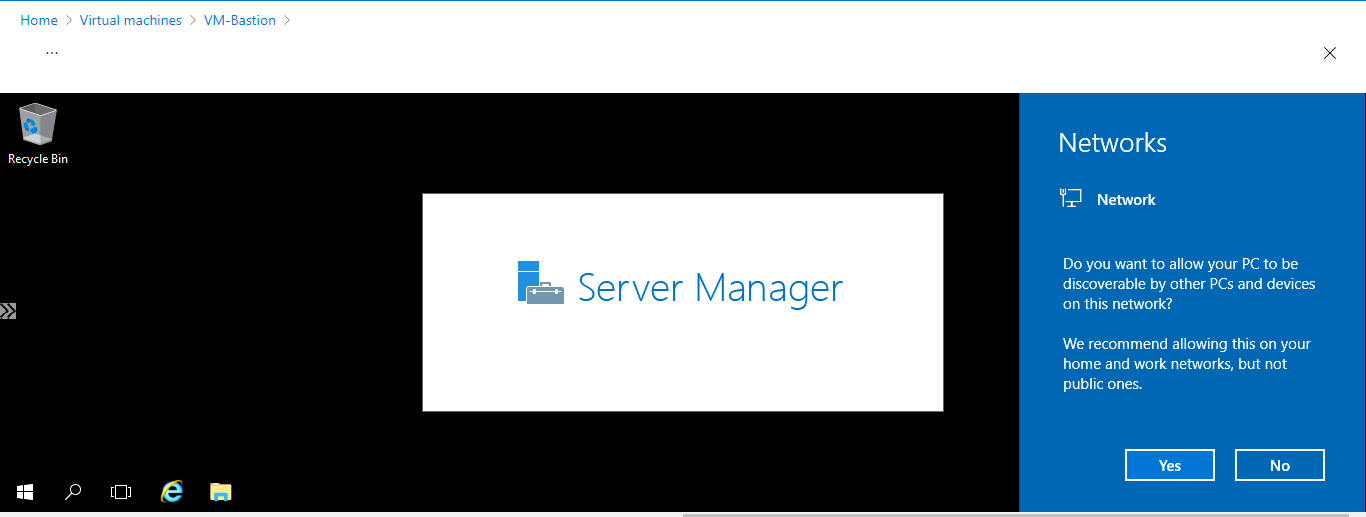 Home > Virtual machines > VM-Bastion >
...
Recycle Bin
Server Manager
Networks
Network
Do you want to allow your PC to be
discoverable by other PCs and devices
on this network?
We recommend allowing this on your
home and work networks, but not
public ones.
Yes No